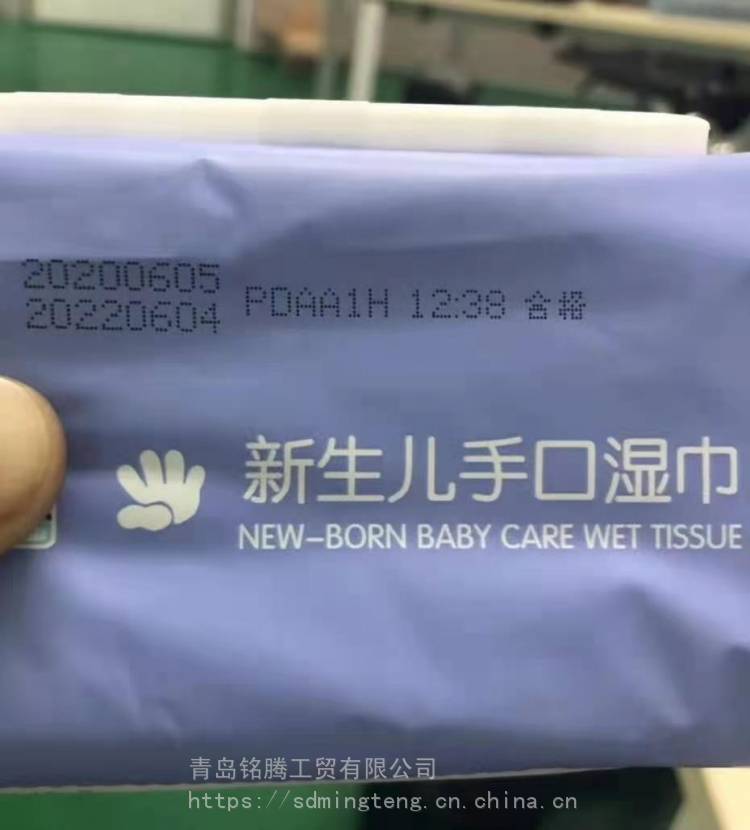 20200605
20220604
PDAA1H 12:38 合格
新生儿手口湿巾
NEW-BORN BABY CARE WET TISSUE
青岛铭腾工贸有限公司
https://sdmingteng.cn.china.cn